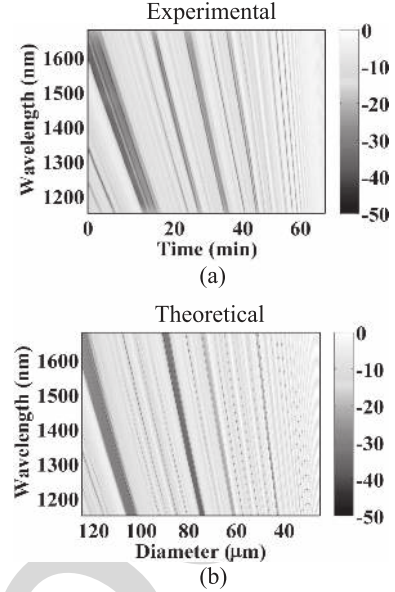 Experimental
0
1600
-10
1500
-20
1400
-30
1300
-40
1200
-50
Wavelength (nm)
0 20 40 60
Time (min)
(a)
Theoretical
0
1600
-10
1500
-20
1400
-30
1300
-40
1200
-50
Wavelength (nm)
120 100 80 60 40
Diameter (μm)
(b)